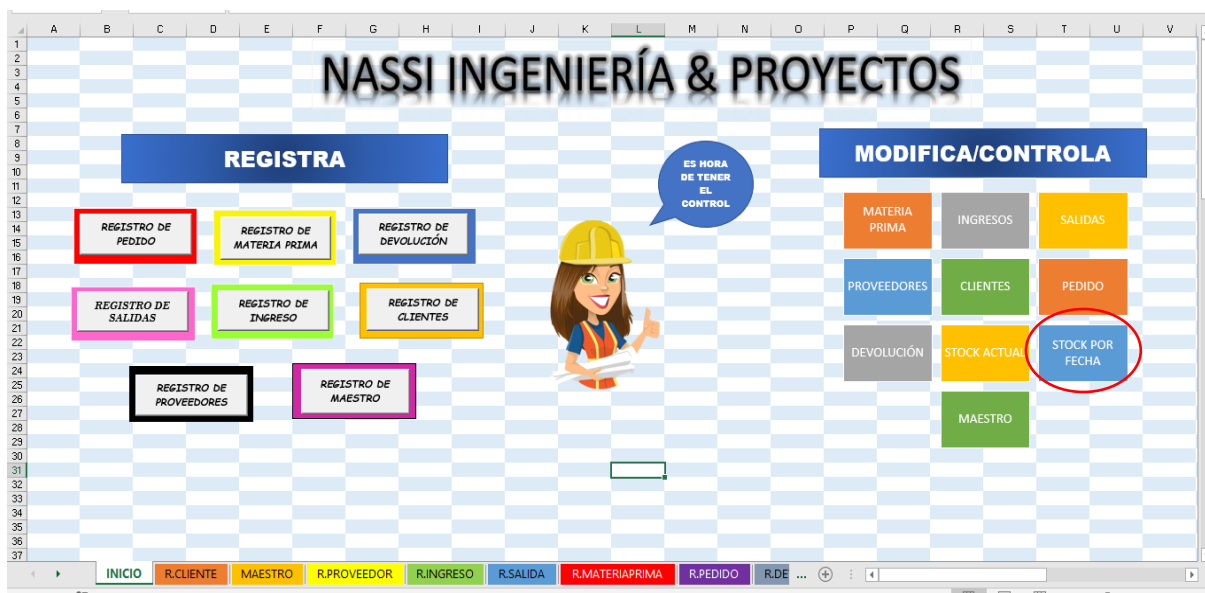 A B C D E F G H I J K L M N O P Q R S T U V
1
2
3
4
5
6
7
8
9
10
11
12
13
14
15
16
17
18
19
20
21
22
23
24
25
26
27
28
29
30
31
32
33
34
35
36
37
NASSI INGENIERÍA & PROYECTOS
REGISTRA
REGISTRO DE
PEDIDO
REGISTRO DE
MATERIA PRIMA
REGISTRO DE
DEVOLUCIÓN
REGISTRO DE
SALIDAS
REGISTRO DE
INGRESO
REGISTRO DE
CLIENTES
REGISTRO DE
PROVEEDORES
REGISTRO DE
MAESTRO
ES HORA
DE TENER
EL
CONTROL
MODIFICA/CONTROLA
MATERIA
PRIMA
INGRESOS
SALIDAS
PROVEEDORES
CLIENTES
PEDIDO
DEVOLUCIÓN
STOCK ACTUAL
STOCK POR
FECHA
MAESTRO
INICIO R.CLIENTE MAESTRO R.PROVEEDOR R.INGRESO R.SALIDA R.MATERIAPRIMA R.PEDIDO R.DE ...